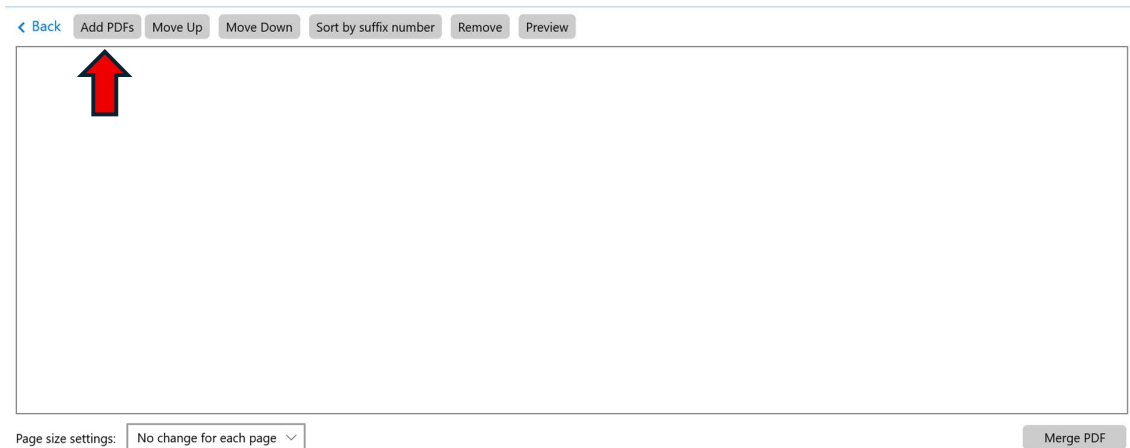 Back Add PDFs Move Up Move Down Sort by suffix number Remove Preview
Page size settings: No change for each page Merge PDF